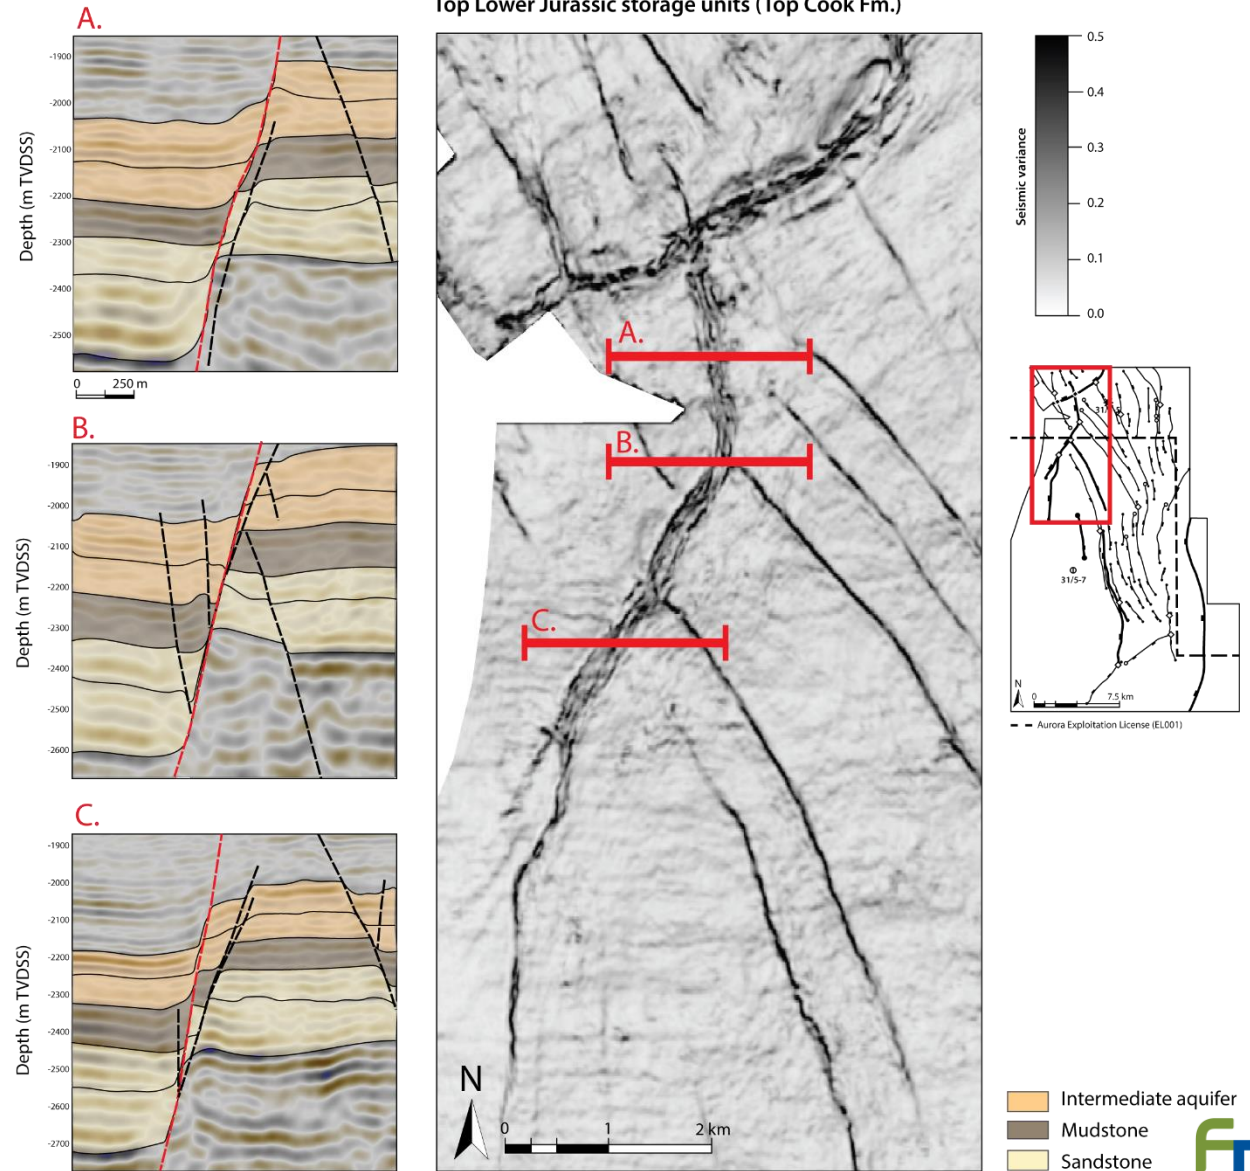 Top Lower Jurassic storage units (Top Cook Fm.)
A.
Depth (m TVDSS)
-1900
-2000
-2100
-2200
-2300
-2400
-2500
0 250 m
B.
Depth (m TVDSS)
-1900
-2000
-2100
-2200
-2300
-2400
-2500
-2600
C.
Depth (m TVDSS)
-1900
-2000
-2100
-2200
-2300
-2400
-2500
-2600
-2700
A.
B.
C.
N
0 1 2 km
Seismic variance
0.5
0.4
0.3
0.2
0.1
0.0
31/5-7
N
0 7.5 km
Aurora Exploitation License (EL001)
Intermediate aquifer
Mudstone
Sandstone